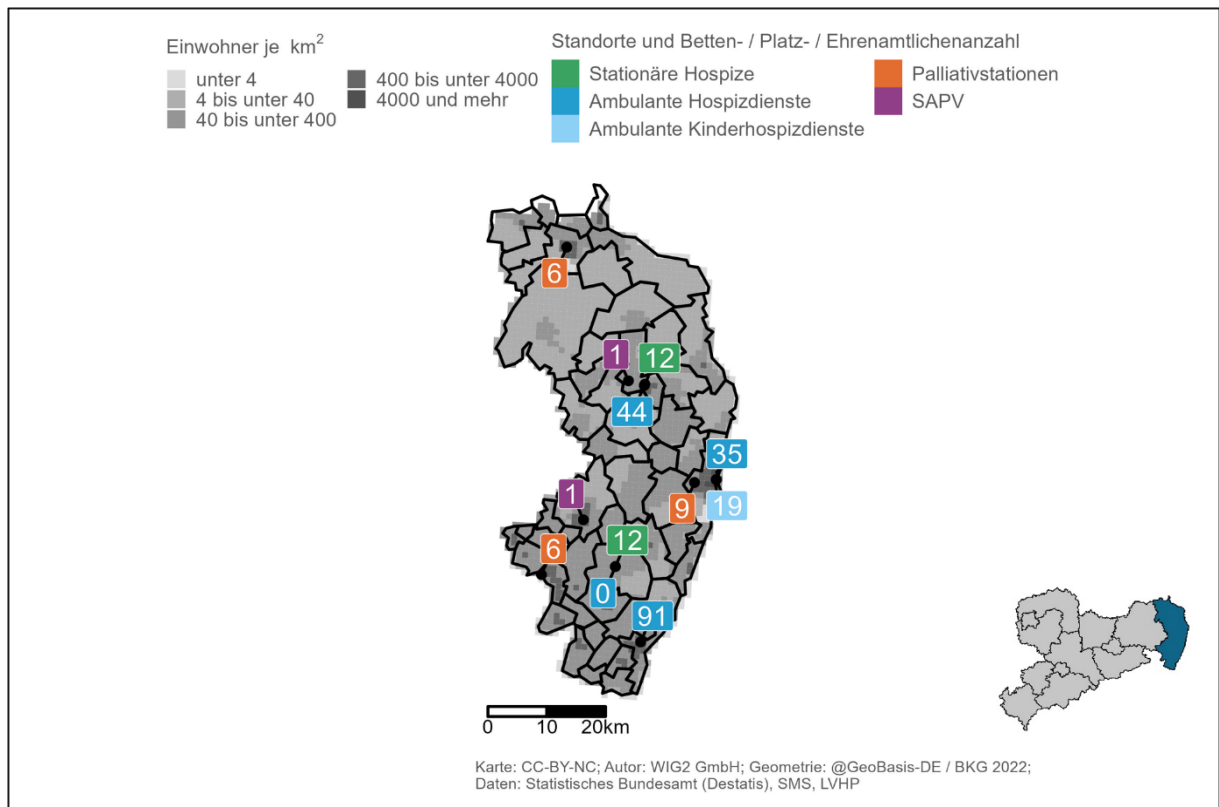 Einwohner je km²
unter 4
4 bis unter 40
40 bis unter 400
400 bis unter 4000
4000 und mehr
Standorte und Betten- / Platz- / Ehrenamtlichenanzahl
Stationäre Hospize
Ambulante Hospizdienste
Ambulante Kinderhospizdienste
Palliativstationen
SAPV
6
1
12
44
35
19
9
1
12
6
0
91
0 10 20km
Karte: CC-BY-NC; Autor: WIG2 GmbH; Geometrie: @GeoBasis-DE / BKG 2022;
Daten: Statistisches Bundesamt (Destatis), SMS, LVHP